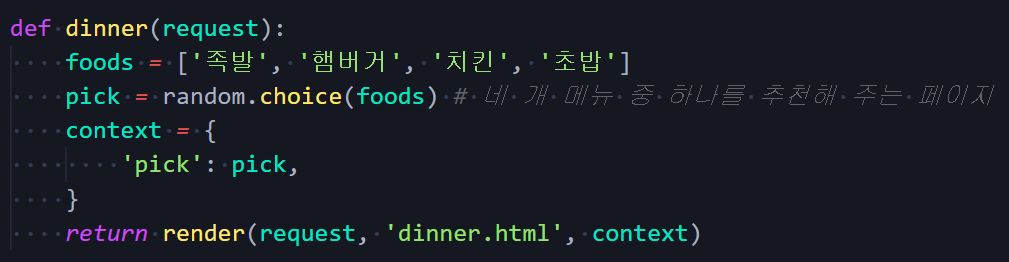 def dinner(request):
    foods = ['족발', '햄버거', '치킨', '초밥']
    pick = random.choice(foods) # 네 개 메뉴 중 하나를 추천해 주는 페이지
    context = {
        'pick': pick,
    }
    return render(request, 'dinner.html', context)